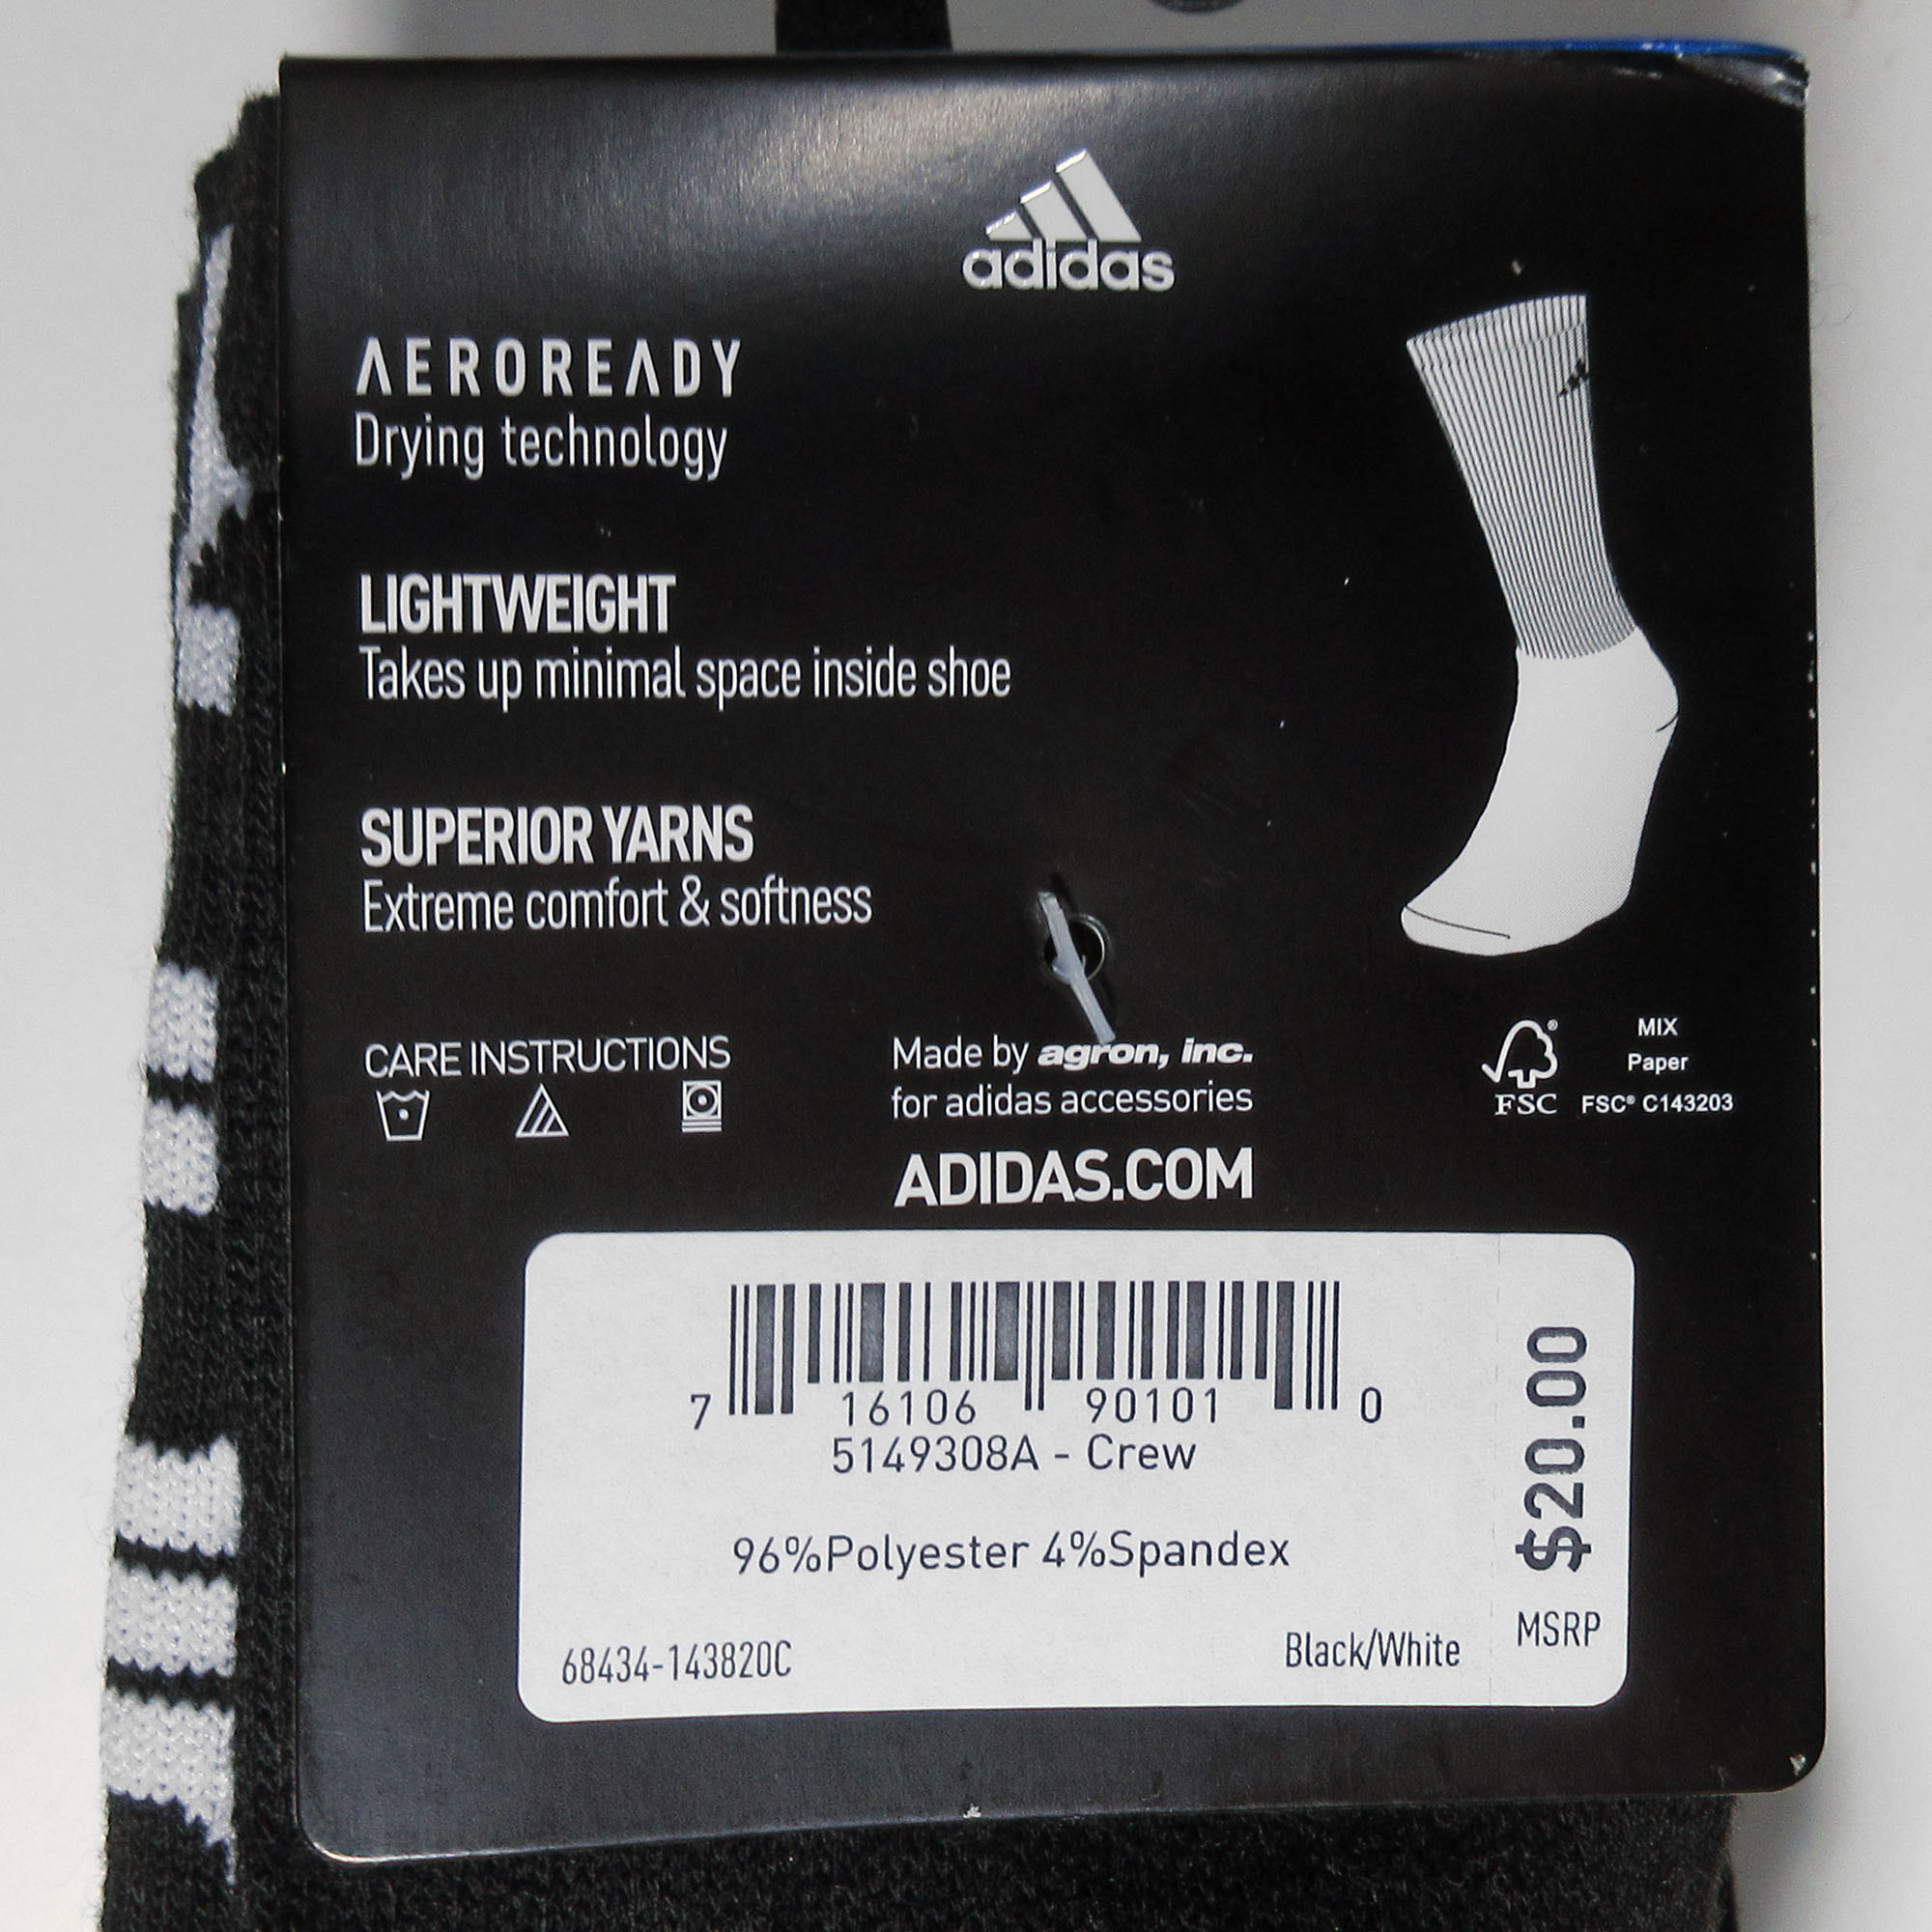 adidas
AEROREADY
Drying technology
LIGHTWEIGHT
Takes up minimal space inside shoe
SUPERIOR YARNS
Extreme comfort & softness
CARE INSTRUCTIONS
Made by agron, inc.
for adidas accessories
ADIDAS.COM
MIX
Paper
FSC FSC® C143203
7 16106 90101 0
5149308A - Crew
96%Polyester 4%Spandex
68434-143820C
Black/White
MSRP $20.00